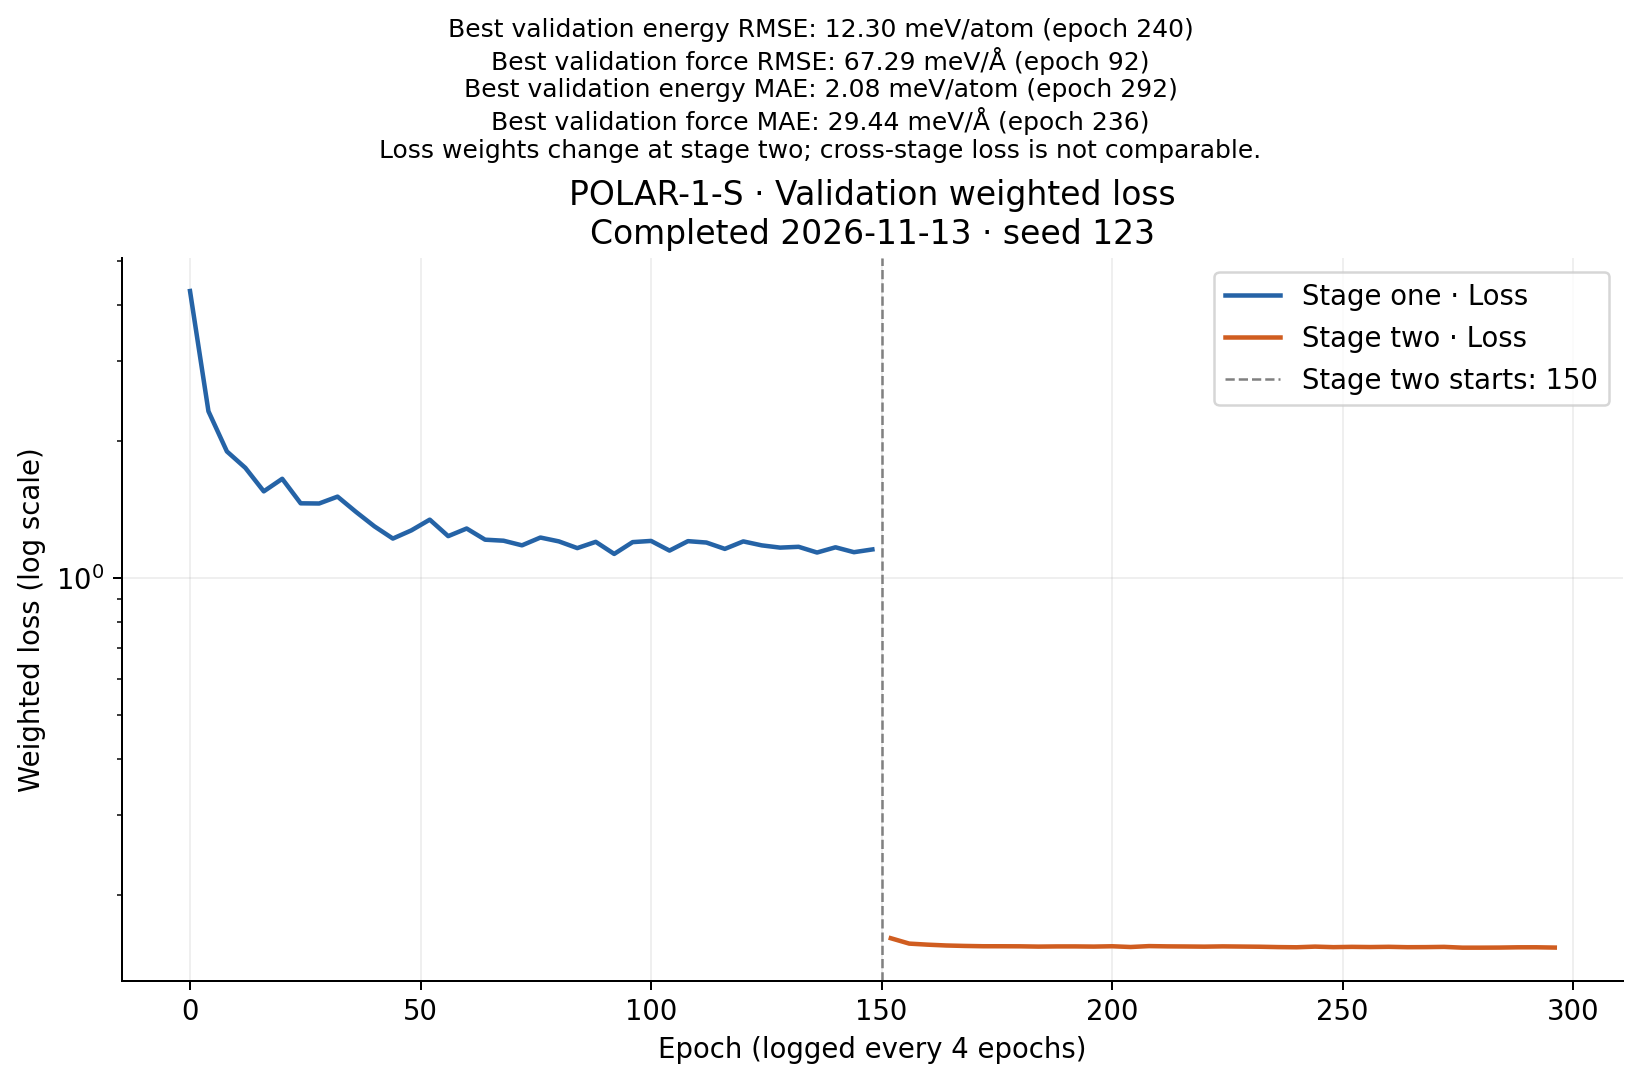 Best validation energy RMSE: 12.30 meV/atom (epoch 240)
Best validation force RMSE: 67.29 meV/Å (epoch 92)
Best validation energy MAE: 2.08 meV/atom (epoch 292)
Best validation force MAE: 29.44 meV/Å (epoch 236)
Loss weights change at stage two; cross-stage loss is not comparable.
POLAR-1-S · Validation weighted loss
Completed 2026-11-13 · seed 123
Stage one · Loss
Stage two · Loss
Stage two starts: 150
Weighted loss (log scale)
10⁰
0 50 100 150 200 250 300
Epoch (logged every 4 epochs)